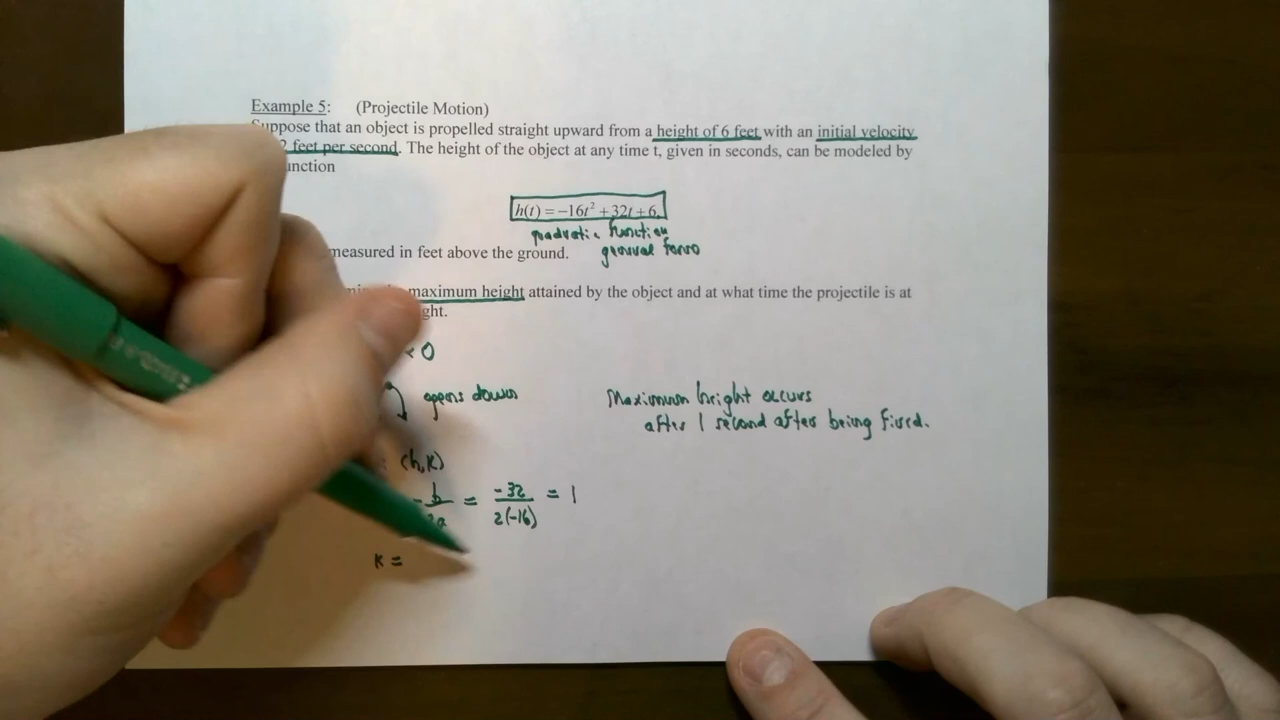 Example 5: (Projectile Motion)
Suppose that an object is propelled straight upward from a height of 6 feet with an initial velocity
2 feet per second. The height of the object at any time t, given in seconds, can be modeled by
unction
h(t) = −16t² + 32t + 6,
quadratic function
measured in feet above the ground.
general form
maximum height attained by the object and at what time the projectile is at
ght.
< 0
opens down
Maximum height occurs
after 1 second after being fired.
: (h,k)
-b/2a = -32/2(-16) = 1
k =